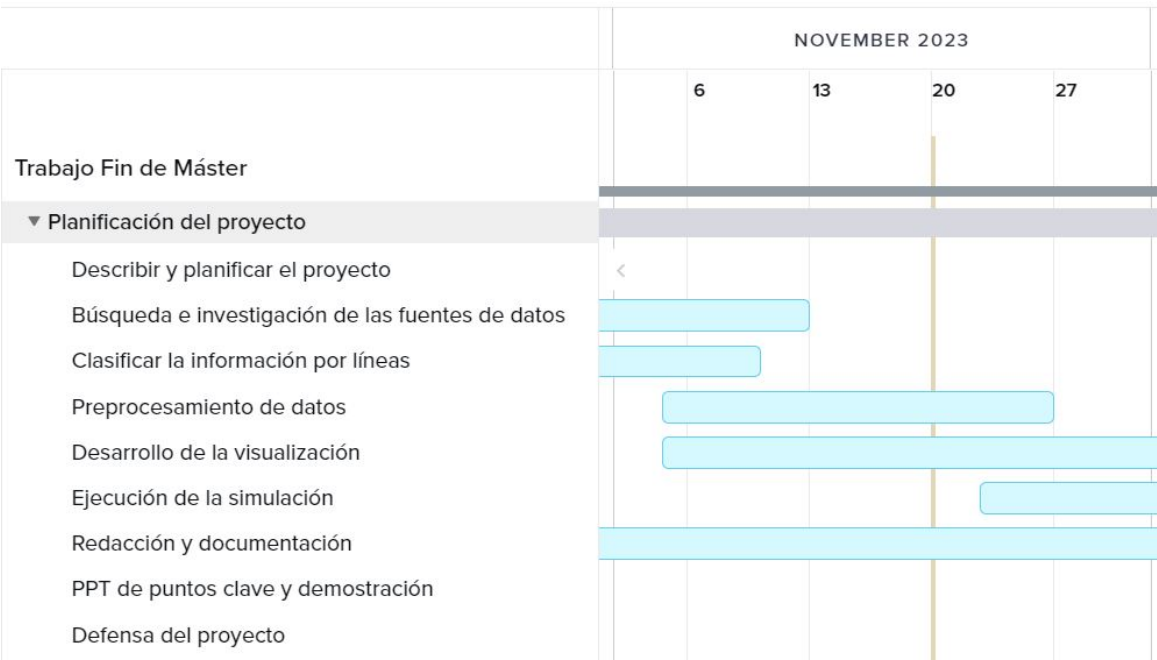 NOVEMBER 2023
6 13 20 27
Trabajo Fin de Máster
Planificación del proyecto
Describir y planificar el proyecto
Búsqueda e investigación de las fuentes de datos
Clasificar la información por líneas
Preprocesamiento de datos
Desarrollo de la visualización
Ejecución de la simulación
Redacción y documentación
PPT de puntos clave y demostración
Defensa del proyecto